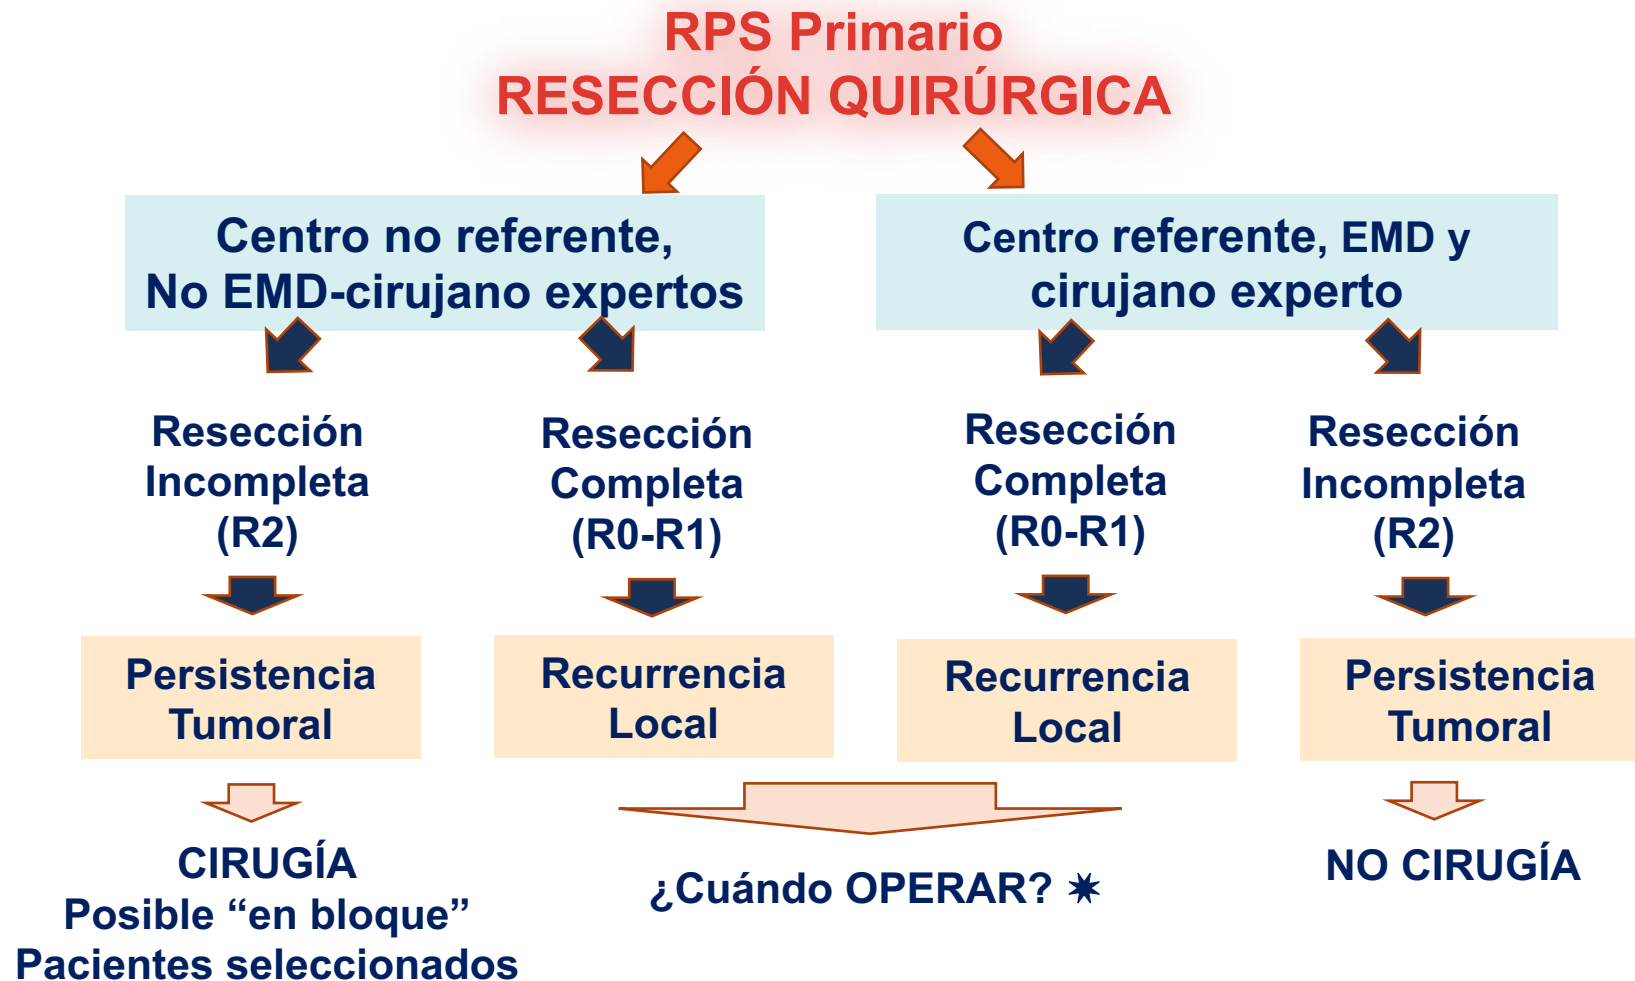 RPS Primario
RESECCIÓN QUIRÚRGICA
Centro no referente,
No EMD-cirujano expertos
Centro referente, EMD y
cirujano experto
Resección
Incompleta
(R2)
Resección
Completa
(R0-R1)
Resección
Completa
(R0-R1)
Resección
Incompleta
(R2)
Persistencia
Tumoral
Recurrencia
Local
Recurrencia
Local
Persistencia
Tumoral
CIRUGÍA
Posible “en bloque”
Pacientes seleccionados
¿Cuándo OPERAR? ✷
NO CIRUGÍA